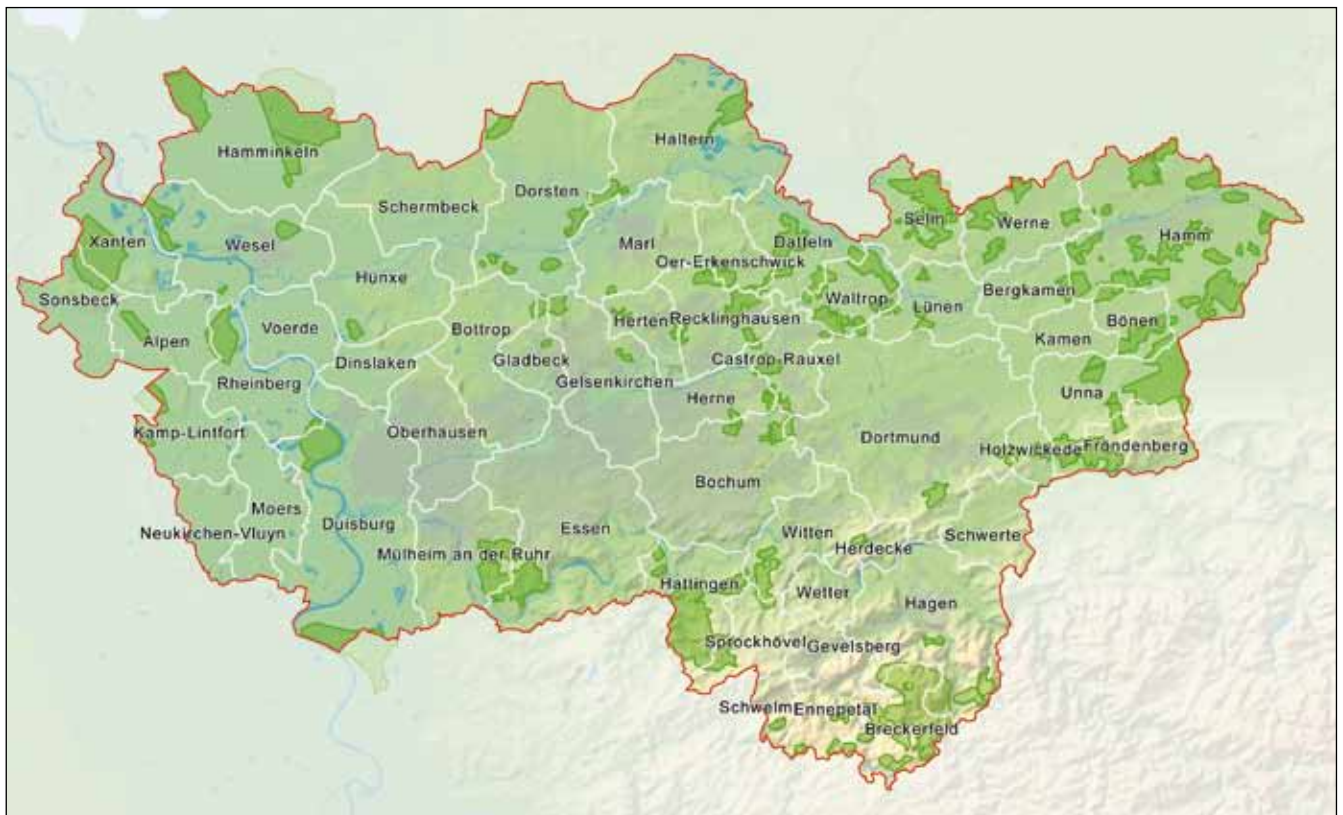 Hamminkeln
Haltern
Dorsten
Schermbeck
Selm
Werne
Hamm
Xanten
Wesel
Marl
Datteln
Oer-Erkenschwick
Hünxe
Sonsbeck
Bergkamen
Waltrop
Lünen
Alpen
Voerde
Bottrop
Herten
Recklinghausen
Bönen
Kamen
Dinslaken
Gladbeck
Castrop-Rauxel
Rheinberg
Gelsenkirchen
Unna
Herne
Kamp-Lintfort
Oberhausen
Dortmund
Holzwickede
Fröndenberg
Bochum
Moers
Duisburg
Essen
Neukirchen-Vluyn
Witten
Schwerte
Mülheim an der Ruhr
Herdecke
Hattingen
Wetter
Hagen
Sprockhövel
Gevelsberg
Schwelm
Ennepetal
Breckerfeld